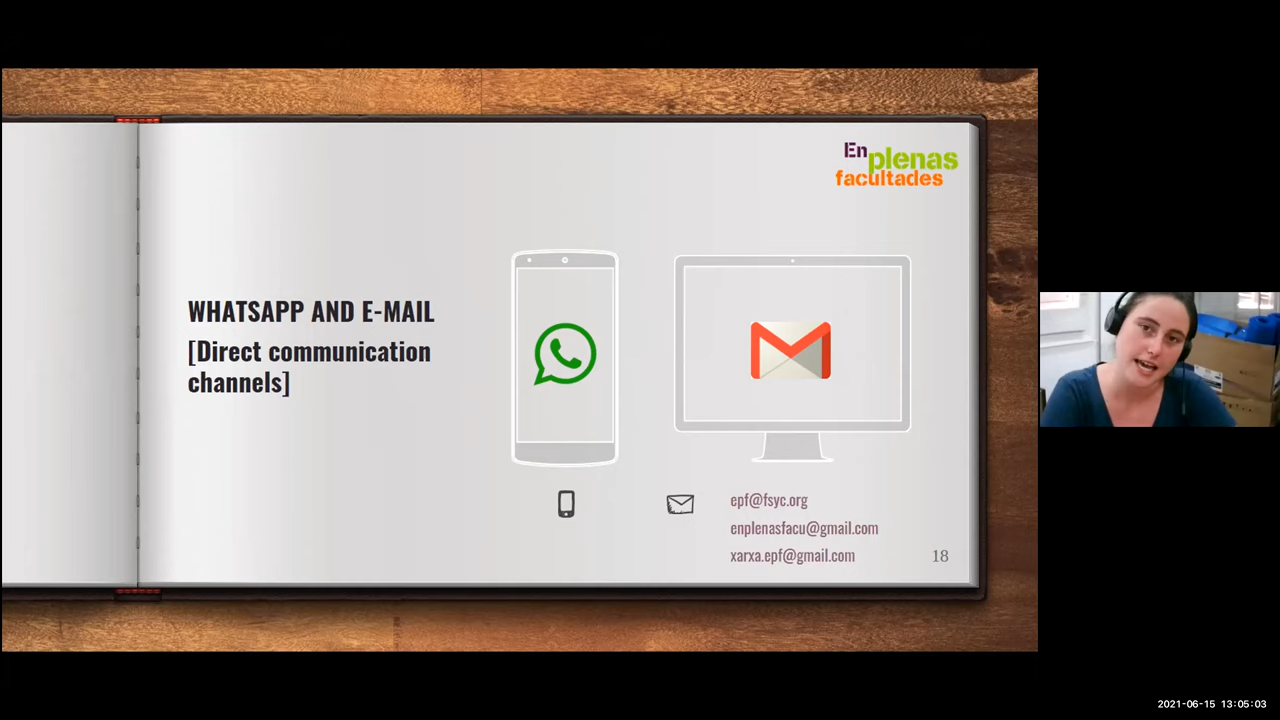 En
plenas
facultades
WHATSAPP AND E-MAIL
[Direct communication
channels]
epf@fsyc.org
enplenasfacu@gmail.com
xarxa.epf@gmail.com
18
2021-06-15 13:05:03